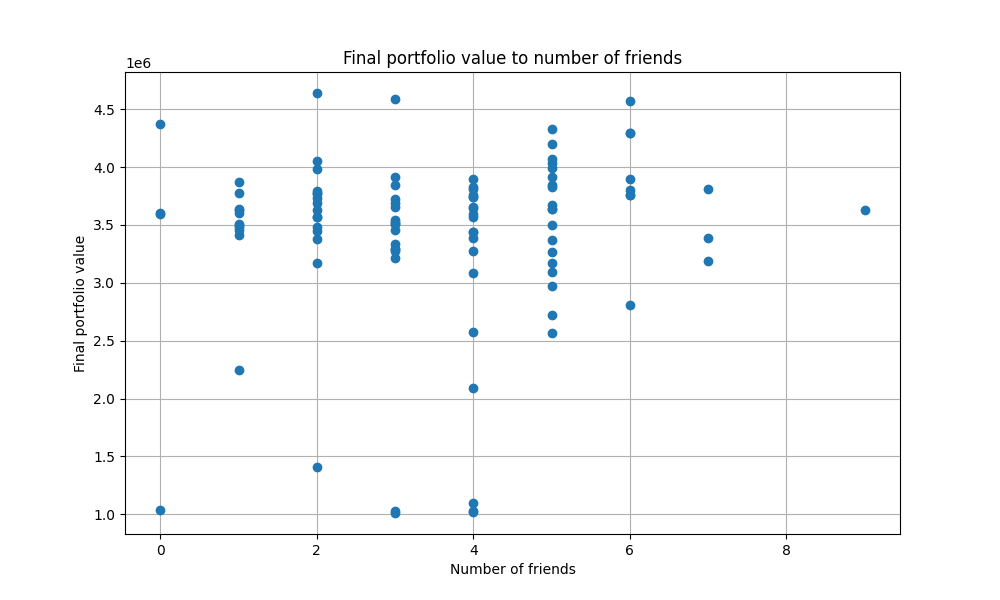 Final portfolio value to number of friends
1e6
4.5
4.0
3.5
3.0
2.5
2.0
1.5
1.0
Final portfolio value
0 2 4 6 8
Number of friends